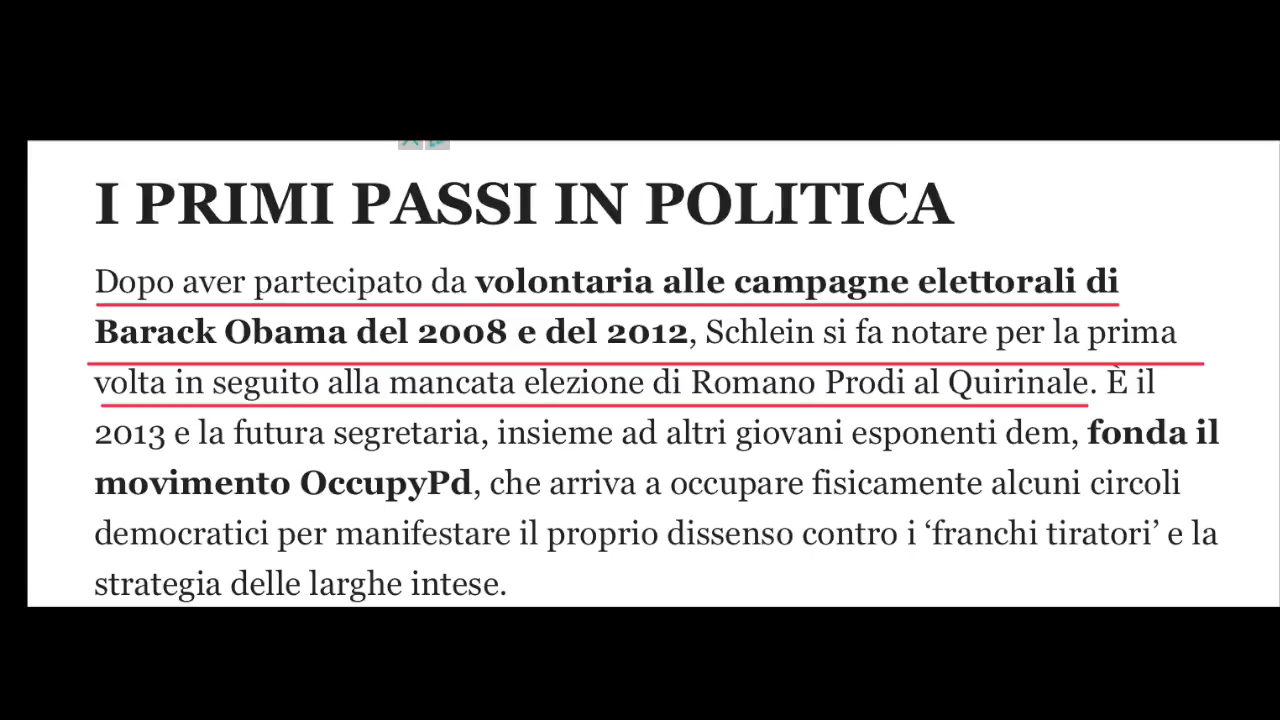 I PRIMI PASSI IN POLITICA
Dopo aver partecipato da volontaria alle campagne elettorali di
Barack Obama del 2008 e del 2012, Schlein si fa notare per la prima
volta in seguito alla mancata elezione di Romano Prodi al Quirinale. È il
2013 e la futura segretaria, insieme ad altri giovani esponenti dem, fonda il
movimento OccupyPd, che arriva a occupare fisicamente alcuni circoli
democratici per manifestare il proprio dissenso contro i ‘franchi tiratori’ e la
strategia delle larghe intese.